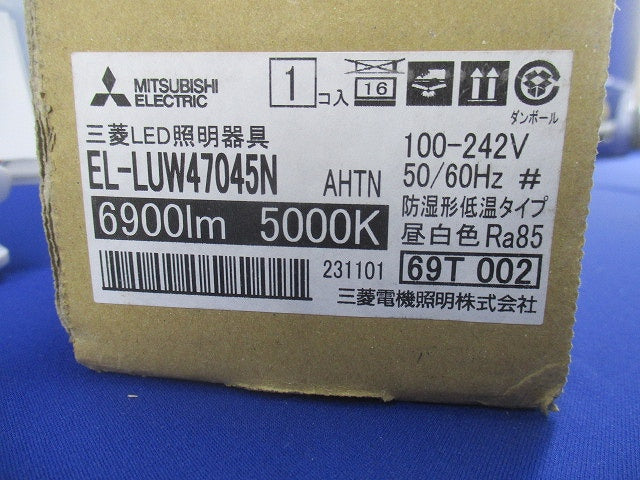 MITSUBISHI
ELECTRIC
1 コ入
16
ダンボール
三菱LED照明器具
EL-LUW47045N AHTN
100-242V
50/60Hz #
6900lm 5000K
防湿形低温タイプ
昼白色 Ra85
231101
69T 002
三菱電機照明株式会社